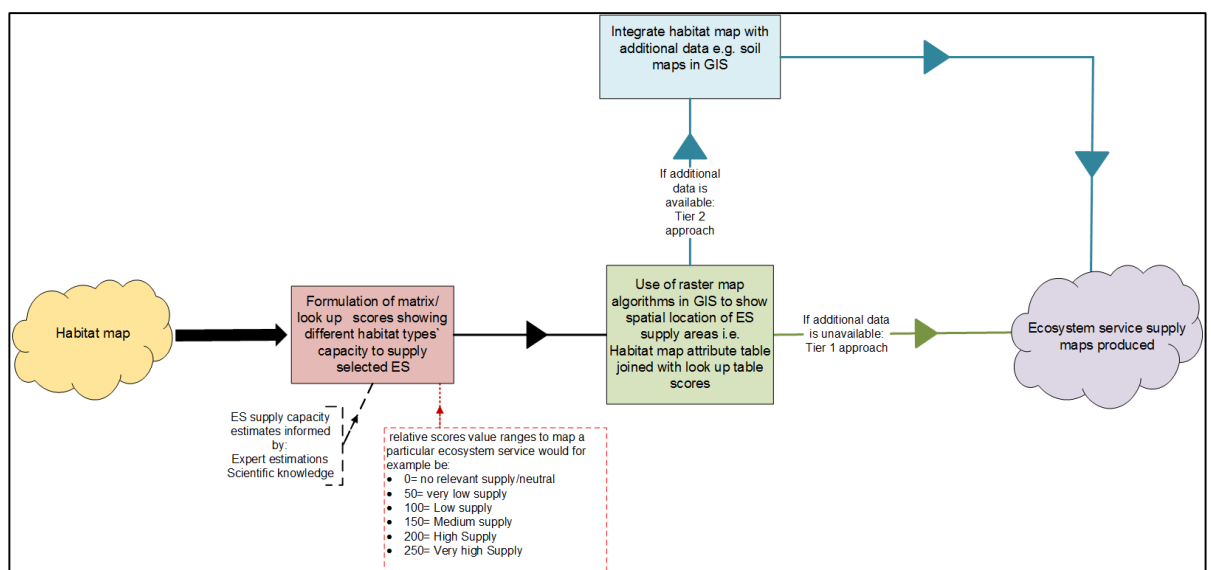 Integrate habitat map with
additional data e.g. soil
maps in GIS
If additional
data is
available:
Tier 2
approach
Habitat map
Formulation of matrix/
look up scores showing
different habitat types`
capacity to supply
selected ES
Use of raster map
algorithms in GIS to show
spatial location of ES
supply areas i.e.
Habitat map attribute table
joined with look up table
scores
If additional data
is unavailable:
Tier 1 approach
Ecosystem service supply
maps produced
ES supply capacity
estimates informed
by:
Expert estimations
Scientific knowledge
relative scores value ranges to map a
particular ecosystem service would for
example be:
● 0= no relevant supply/neutral
● 50= very low supply
● 100= Low supply
● 150= Medium supply
● 200= High Supply
● 250= Very high Supply